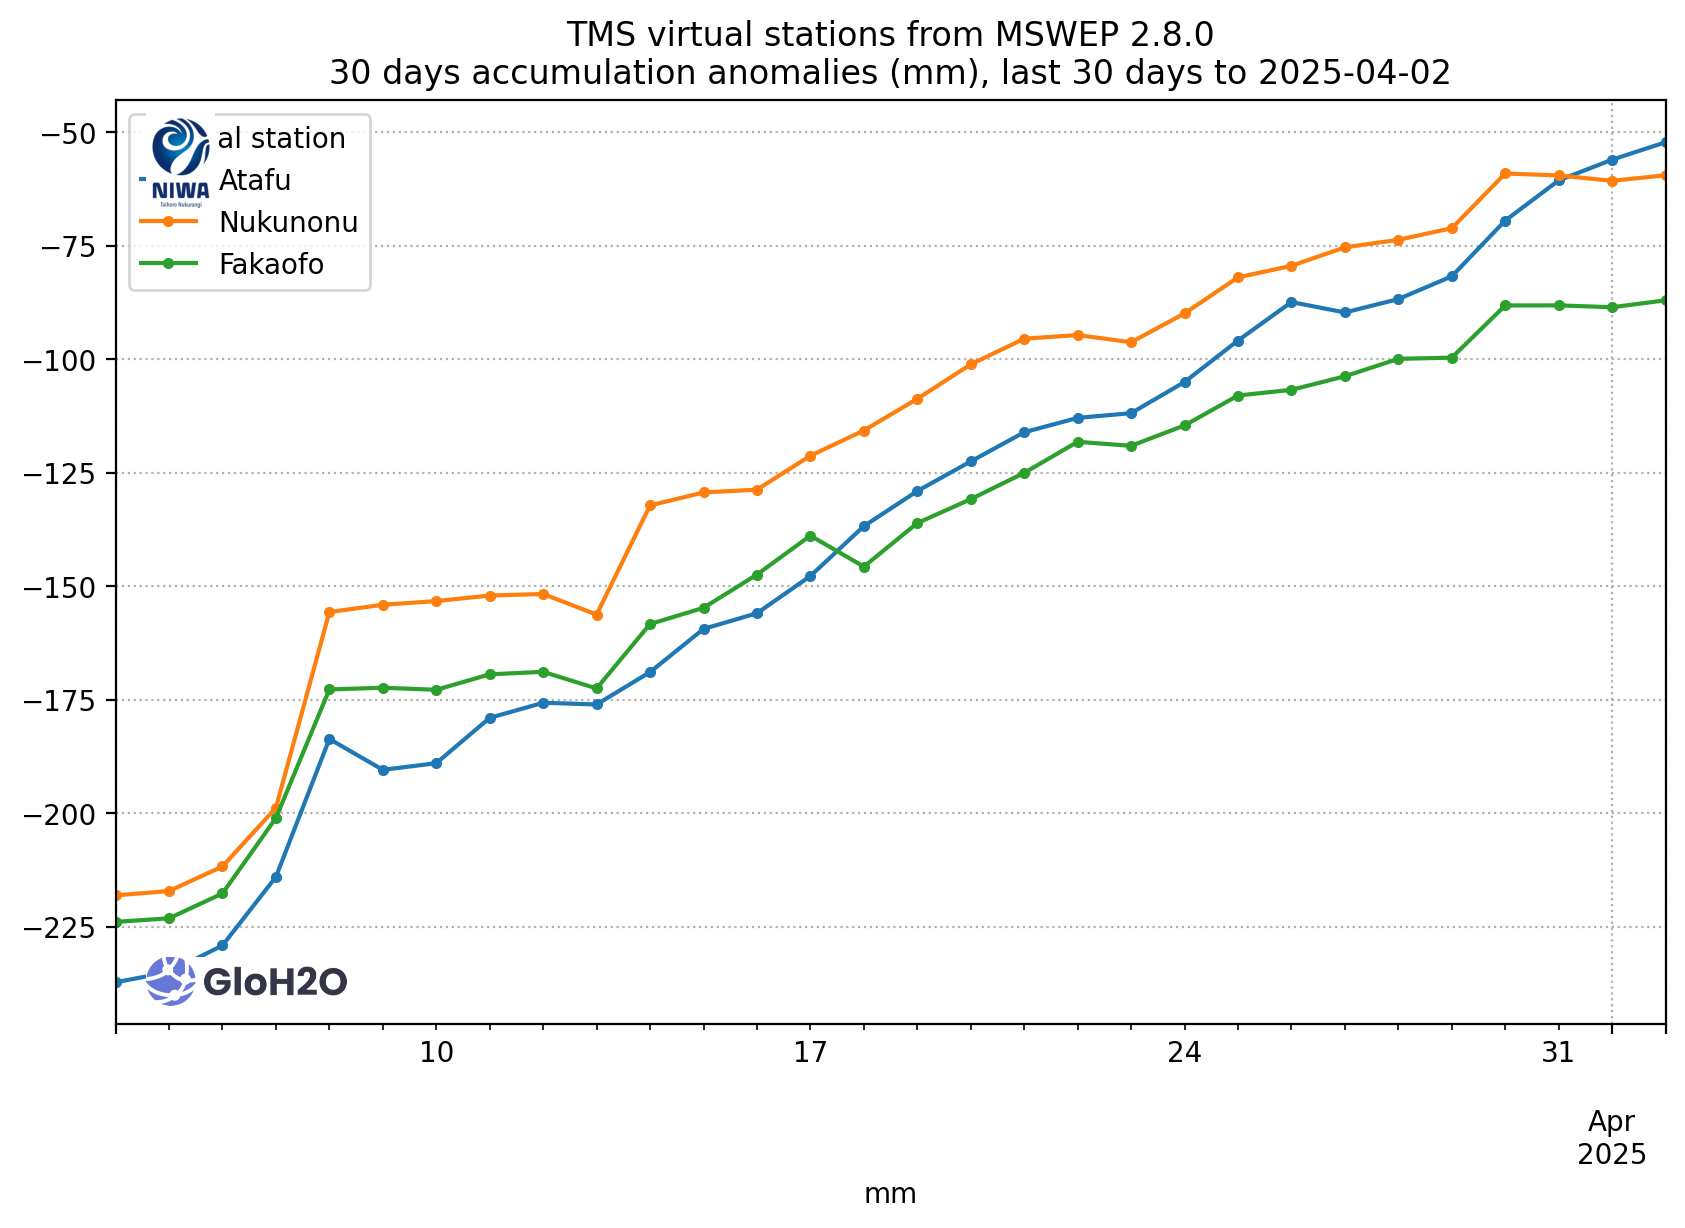 TMS virtual stations from MSWEP 2.8.0
30 days accumulation anomalies (mm), last 30 days to 2025-04-02
al station
Atafu
Nukunonu
Fakaofo
NIWA
Taihoro Nukurangi
−50
−75
−100
−125
−150
−175
−200
−225
GloH2O
10 17 24 31
Apr
2025
mm